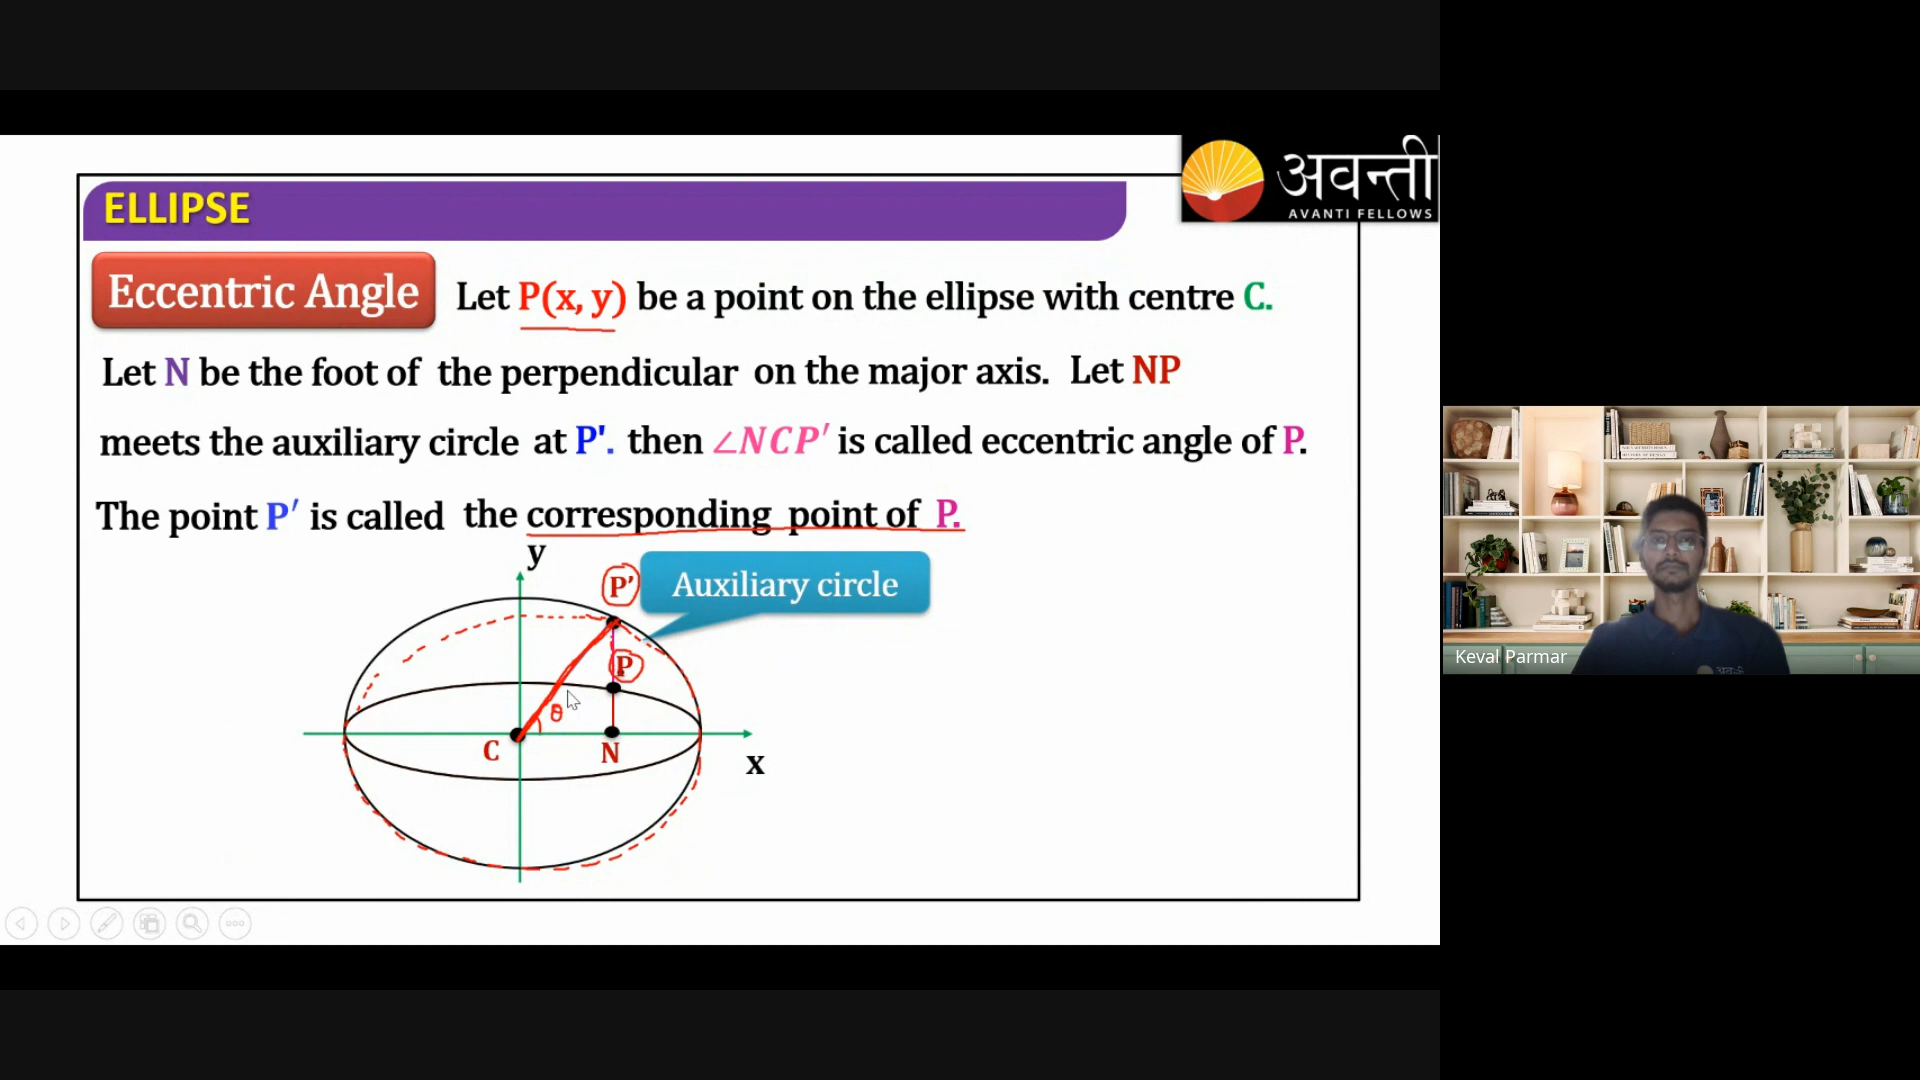 अवन्ती
AVANTI FELLOWS
ELLIPSE
Eccentric Angle Let P(x, y) be a point on the ellipse with centre C.
Let N be the foot of the perpendicular on the major axis. Let NP
meets the auxiliary circle at P'. then ∠NCP′ is called eccentric angle of P.
The point P′ is called the corresponding point of P.
y
P'
Auxiliary circle
P
θ
C
N
x
Keval Parmar